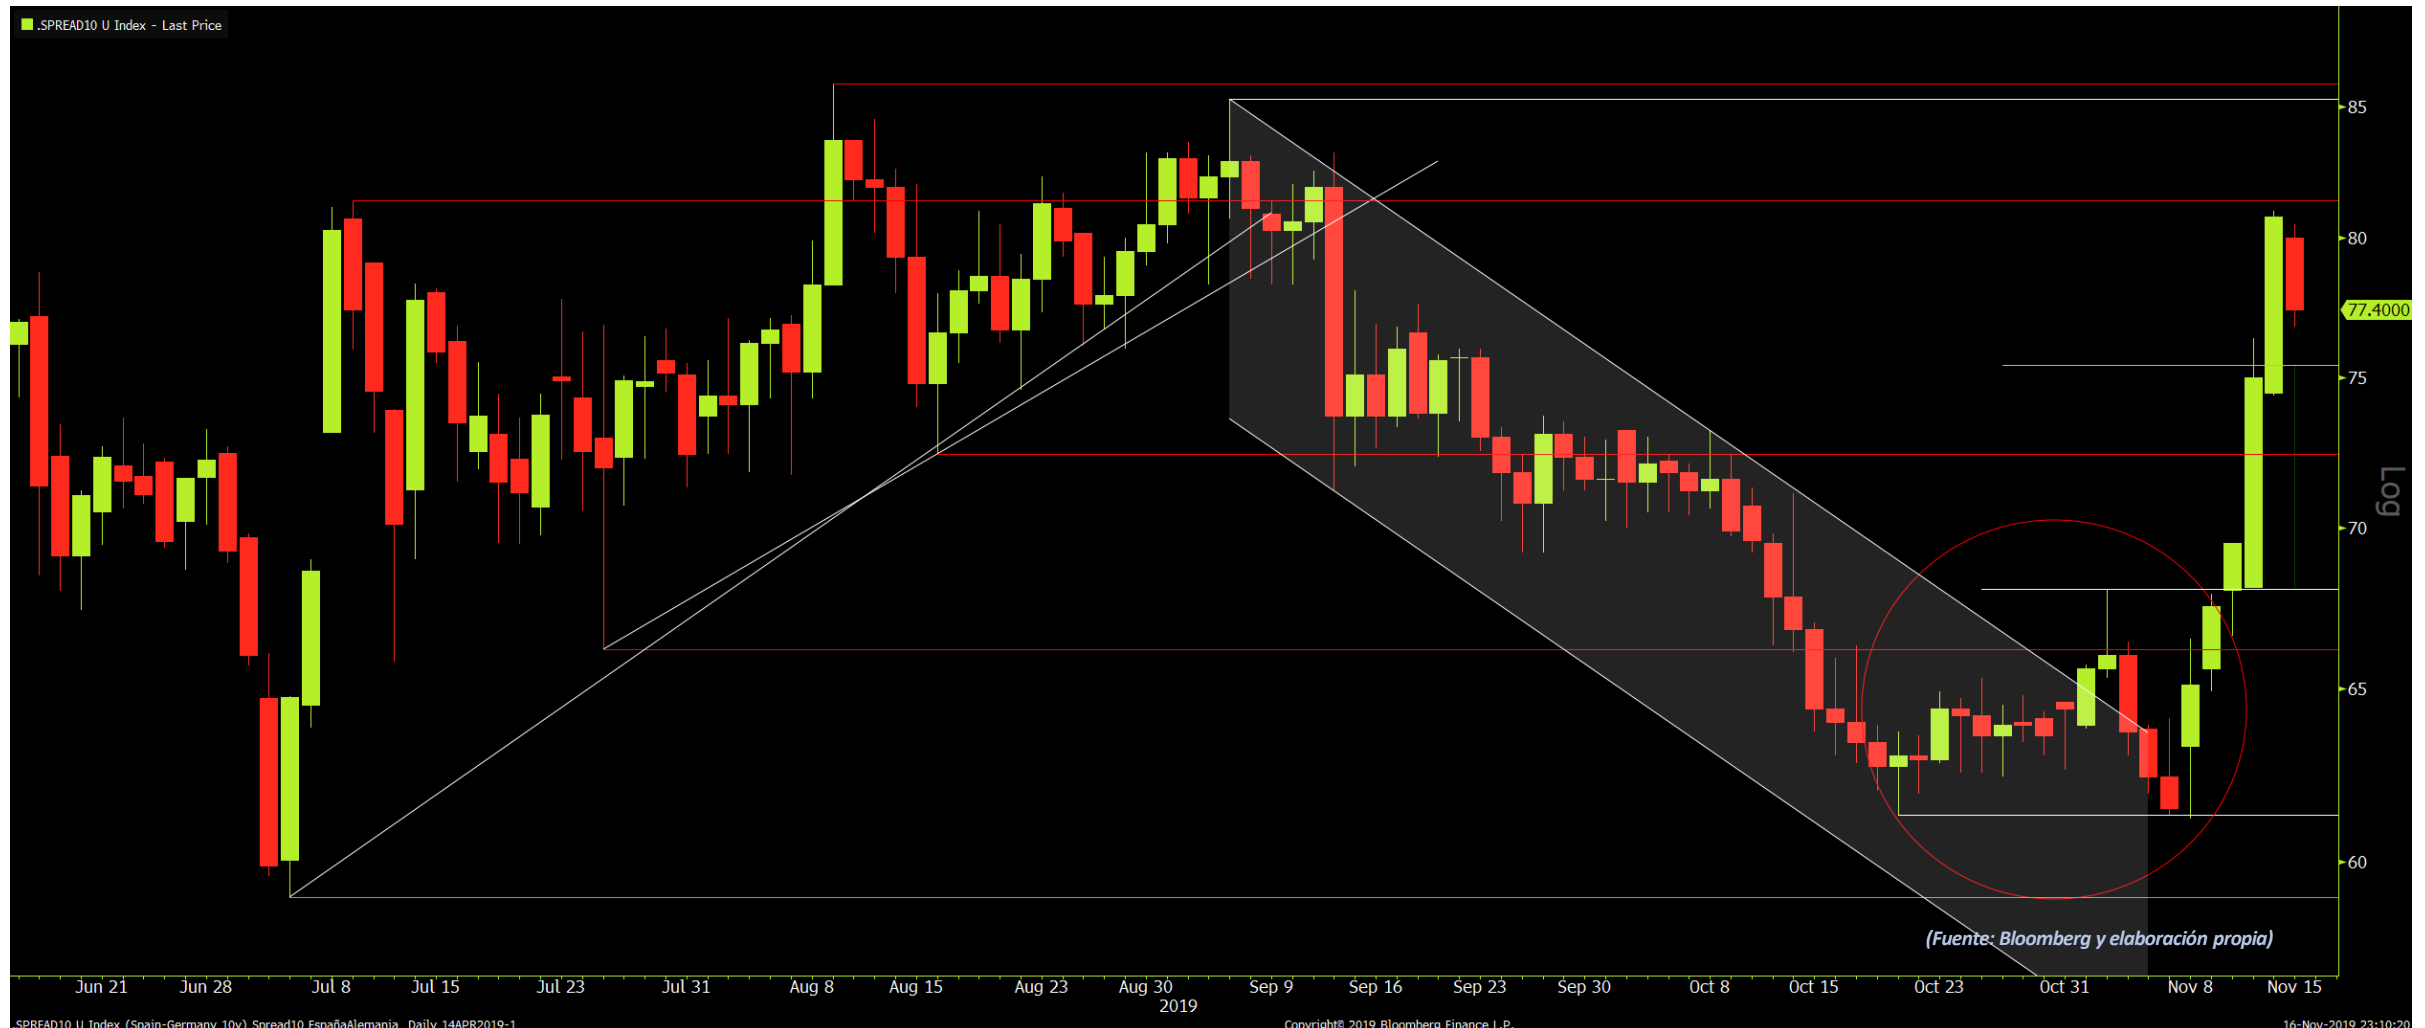 .SPREAD10 U Index - Last Price
85
80
77.4000
75
Log
70
65
60
(Fuente: Bloomberg y elaboración propia)
Jun 21 Jun 28 Jul 8 Jul 15 Jul 23 Jul 31 Aug 8 Aug 15 Aug 23 Aug 30 Sep 9 Sep 16 Sep 23 Sep 30 Oct 8 Oct 15 Oct 23 Oct 31 Nov 8 Nov 15
2019
.SPREAD10 U Index (Spain-Germany 10y) Spread10 EspañaAlemania Daily 14APR2019-1 Copyright© 2019 Bloomberg Finance L.P. 16-Nov-2019 23:10:20